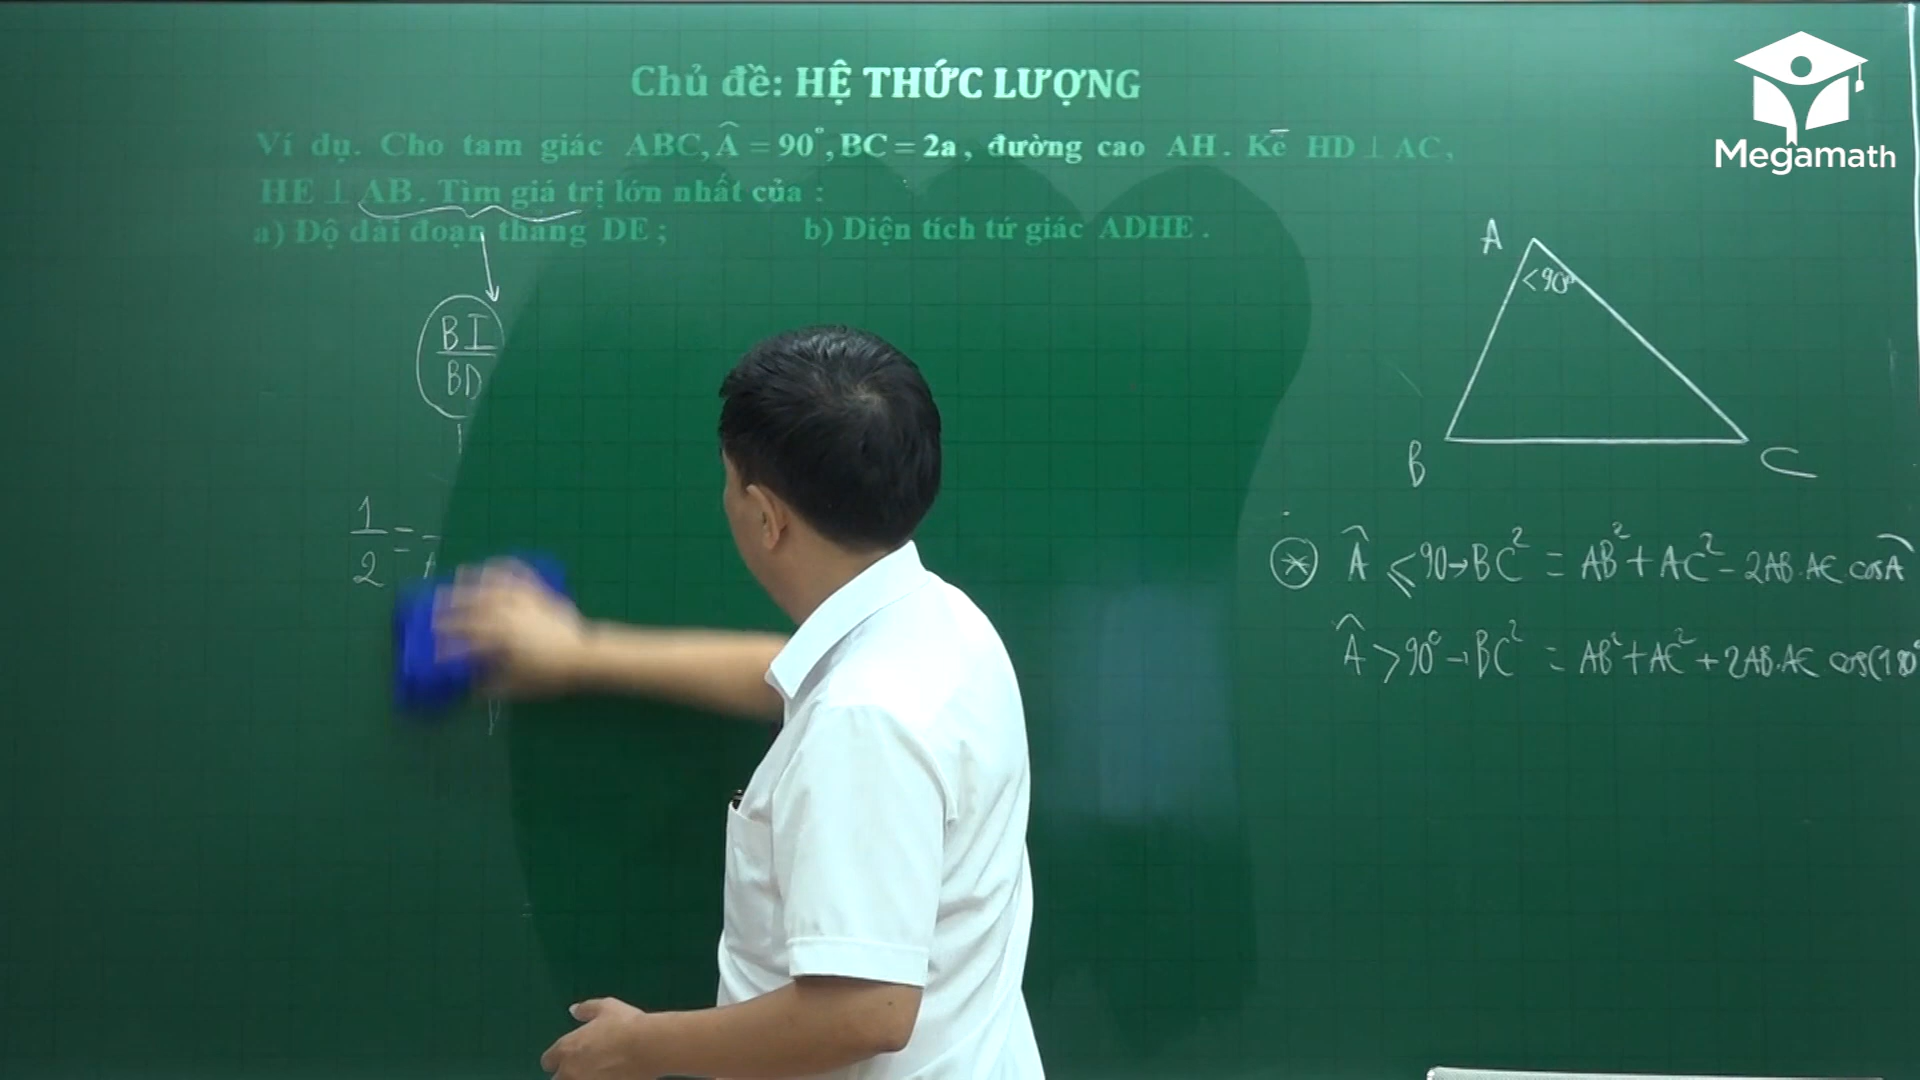 Megamath
Chủ đề: HỆ THỨC LƯỢNG
Ví dụ. Cho tam giác ABC, Â = 90°, BC = 2a, đường cao AH. Kẽ HD ⊥ AC,
HE ⊥ AB. Tìm giá trị lớn nhất của :
a) Độ dài đoạn thẳng DE ; b) Diện tích tứ giác ADHE .
BI
BD
1
2 =
A
<90°
B
C
* Â ≤ 90 → BC² = AB² + AC² - 2AB.AC cos Â
Â > 90° → BC² = AB² + AC² + 2AB.AC cos(180°